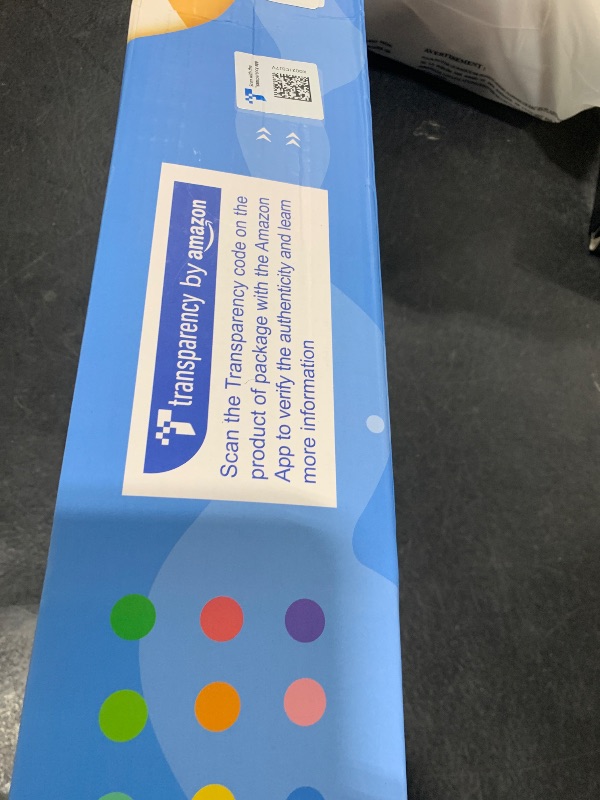 transparency by amazon
Scan the Transparency code on the
product of package with the Amazon
App to verify the authenticity and learn
more information
AVERTISSEMENT :